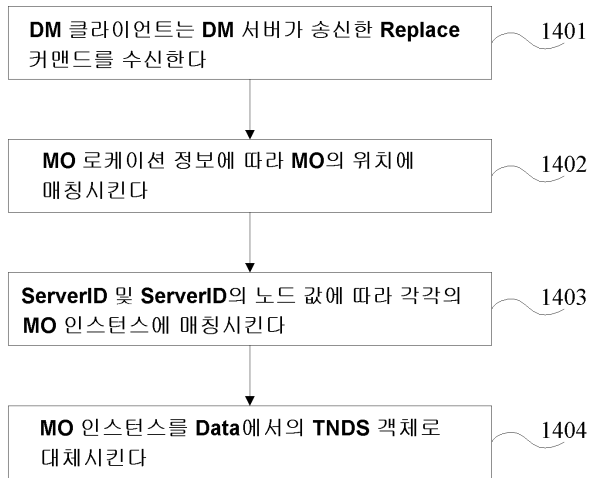 DM 클라이언트는 DM 서버가 송신한 Replace
커맨드를 수신한다
1401
MO 로케이션 정보에 따라 MO의 위치에
매칭시킨다
1402
ServerID 및 ServerID의 노드 값에 따라 각각의
MO 인스턴스에 매칭시킨다
1403
MO 인스턴스를 Data에서의 TNDS 객체로
대체시킨다
1404